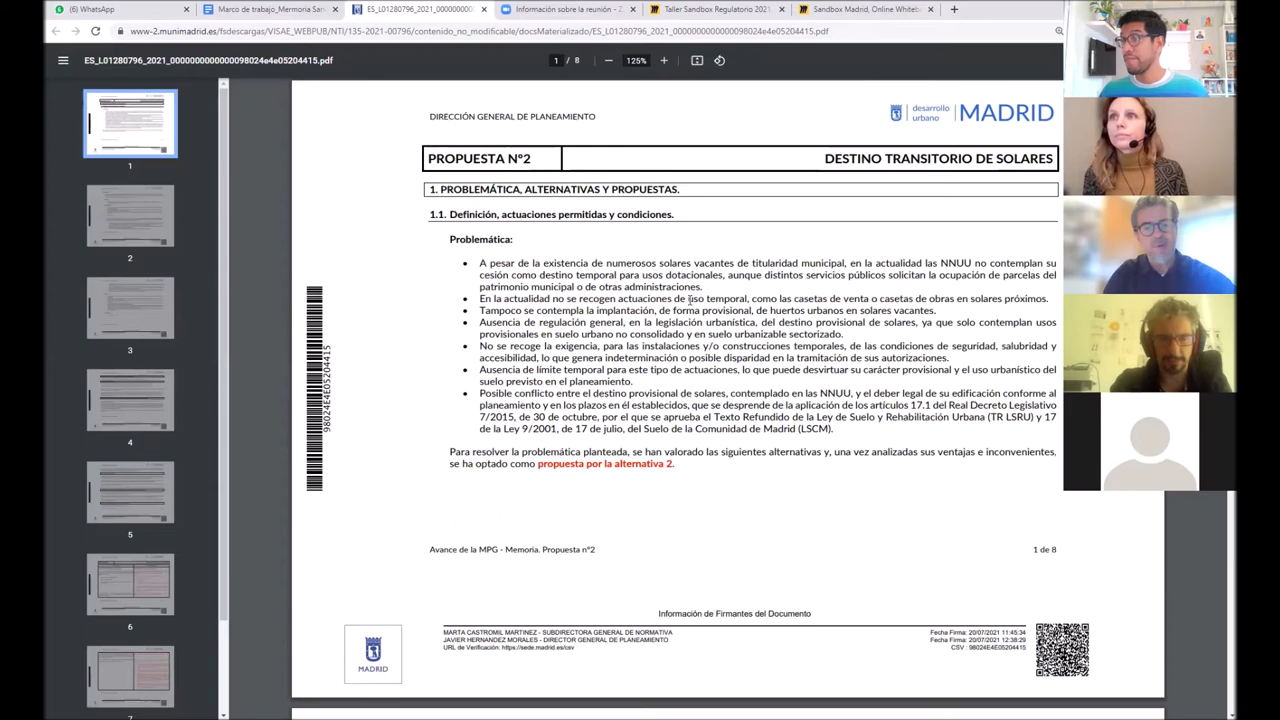 (6) WhatsApp
Marco de trabajo_Mermoria San
ES_L01280796_2021_000000000
Información sobre la reunión - Z
Taller Sandbox Regulatorio 2021,
Sandbox Madrid, Online Whiteb
www-2.munimadrid.es/fsdescargas/VISAE_WEBPUB/NTI/135-2021-00796/contenido_no_modificable/docsMaterializado/ES_L01280796_2021_000000000000098024e4e05204415.pdf
ES_L01280796_2021_000000000000098024e4e05204415.pdf
1 / 8
125%
1
2
3
4
5
6
7
DIRECCIÓN GENERAL DE PLANEAMIENTO
desarrollo
urbano
MADRID
PROPUESTA Nº2
DESTINO TRANSITORIO DE SOLARES
1. PROBLEMÁTICA, ALTERNATIVAS Y PROPUESTAS.
1.1. Definición, actuaciones permitidas y condiciones.
Problemática:
• A pesar de la existencia de numerosos solares vacantes de titularidad municipal, en la actualidad las NNUU no contemplan su
cesión como destino temporal para usos dotacionales, aunque distintos servicios públicos solicitan la ocupación de parcelas del
patrimonio municipal o de otras administraciones.
• En la actualidad no se recogen actuaciones de uso temporal, como las casetas de venta o casetas de obras en solares próximos.
• Tampoco se contempla la implantación, de forma provisional, de huertos urbanos en solares vacantes.
• Ausencia de regulación general, en la legislación urbanística, del destino provisional de solares, ya que solo contemplan usos
provisionales en suelo urbano no consolidado y en suelo urbanizable sectorizado.
• No se recoge la exigencia, para las instalaciones y/o construcciones temporales, de las condiciones de seguridad, salubridad y
accesibilidad, lo que genera indeterminación o posible disparidad en la tramitación de sus autorizaciones.
• Ausencia de límite temporal para este tipo de actuaciones, lo que puede desvirtuar su carácter provisional y el uso urbanístico del
suelo previsto en el planeamiento.
• Posible conflicto entre el destino provisional de solares, contemplado en las NNUU, y el deber legal de su edificación conforme al
planeamiento y en los plazos en él establecidos, que se desprende de la aplicación de los artículos 17.1 del Real Decreto Legislativo
7/2015, de 30 de octubre, por el que se aprueba el Texto Refundido de la Ley de Suelo y Rehabilitación Urbana (TR LSRU) y 17
de la Ley 9/2001, de 17 de julio, del Suelo de la Comunidad de Madrid (LSCM).
Para resolver la problemática planteada, se han valorado las siguientes alternativas y, una vez analizadas sus ventajas e inconvenientes,
se ha optado como propuesta por la alternativa 2.
98024E4E05204415
Avance de la MPG - Memoria. Propuesta nº2
1 de 8
Información de Firmantes del Documento
MADRID
MARTA CASTROMIL MARTINEZ - SUBDIRECTORA GENERAL DE NORMATIVA
JAVIER HERNANDEZ MORALES - DIRECTOR GENERAL DE PLANEAMIENTO
URL de Verificación: https://sede.madrid.es/csv
Fecha Firma: 20/07/2021 11:45:34
Fecha Firma: 20/07/2021 12:38:29
CSV : 98024E4E05204415